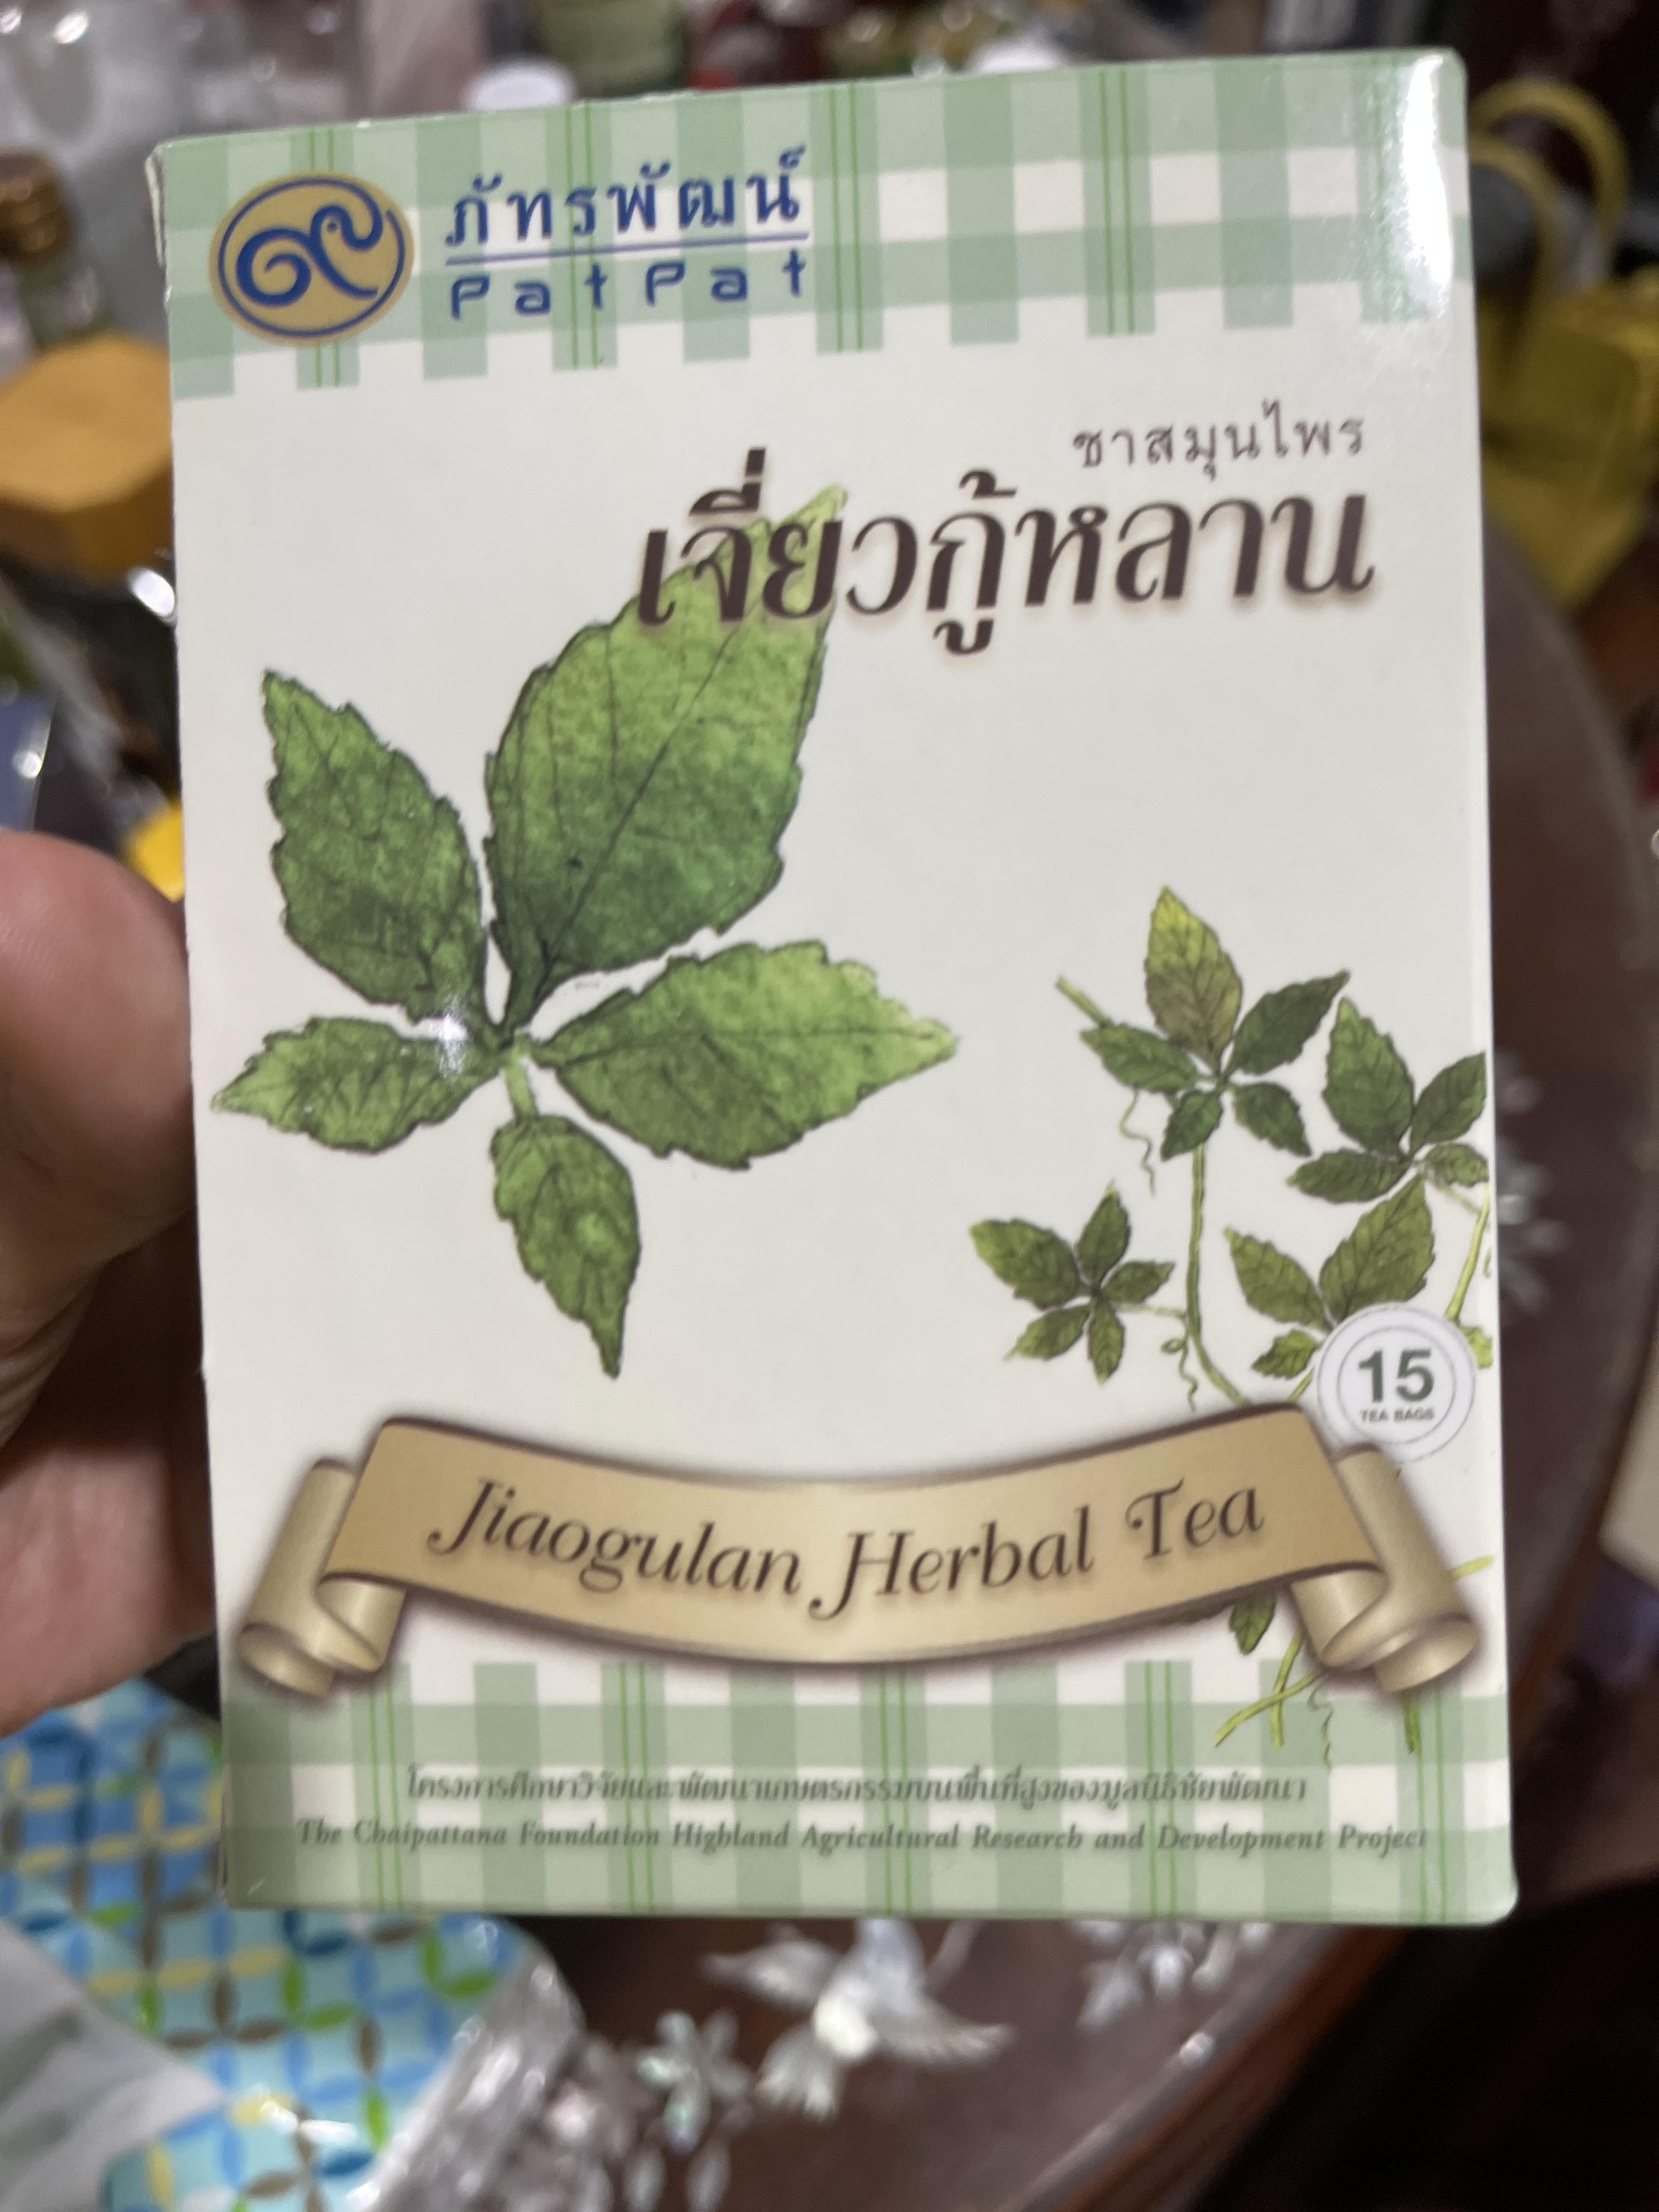 ๙
ภัทรพัฒน์
PatPat
ชาสมุนไพร
เจี่ยวกู้หลาน
15
TEA BAGS
Jiaogulan Herbal Tea
โครงการศึกษาวิจัยและพัฒนาเกษตรกรรมบนพื้นที่สูงของมูลนิธิชัยพัฒนา
The Chaipattana Foundation Highland Agricultural Research and Development Project